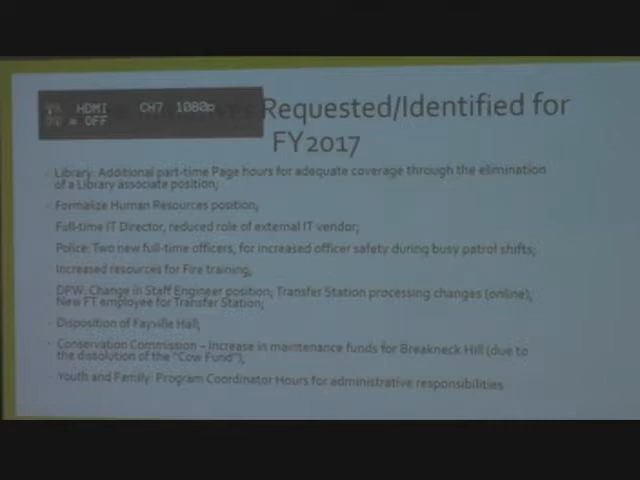 HDMI CH7 1080p
= OFF
Requested/Identified for
FY2017
Library: Additional part-time Page hours for adequate coverage through the elimination
of a Library associate position;
Formalize Human Resources position;
Full-time IT Director, reduced role of external IT vendor;
Police: Two new full-time officers, for increased officer safety during busy patrol shifts;
Increased resources for Fire training;
DPW: Change in Staff Engineer position; Transfer Station processing changes (online);
New FT employee for Transfer Station;
Disposition of Fayville Hall;
Conservation Commission – Increase in maintenance funds for Breakneck Hill (due to
the dissolution of the "Cow Fund");
Youth and Family: Program Coordinator Hours for administrative responsibilities